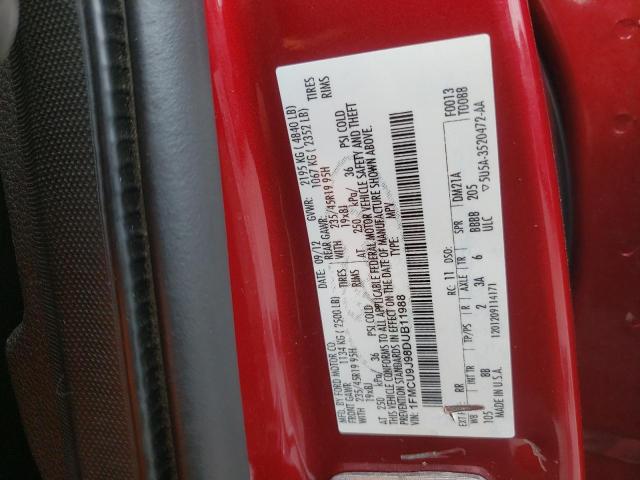 MFD. BY FORD MOTOR CO.
DATE: 09/12 GVWR: 2195 KG ( 4840 LB)
FRONT GAWR: 1134 KG ( 2500 LB) REAR GAWR: 1067 KG ( 2352 LB)
WITH 235/45R19 95H TIRES WITH 235/45R19 95H TIRES
19x8J RIMS 19x8J RIMS
AT 250 kPa/ 36 PSI COLD AT 250 kPa/ 36 PSI COLD
THIS VEHICLE CONFORMS TO ALL APPLICABLE FEDERAL MOTOR VEHICLE SAFETY AND THEFT
PREVENTION STANDARDS IN EFFECT ON THE DATE OF MANUFACTURE SHOWN ABOVE.
VIN: 1FMCU9J98DUB11988 TYPE: MPV
F0013
T0088
EXT PNT: RR RC: 11 DSO:
WB INT TR TP/PS R AXLE TR SPR DM21A
105 8B 2 3A 6 BBBB 205
ULC ▽5U5A-3520472-AA
MADE IN U.S.A. 1201209114171